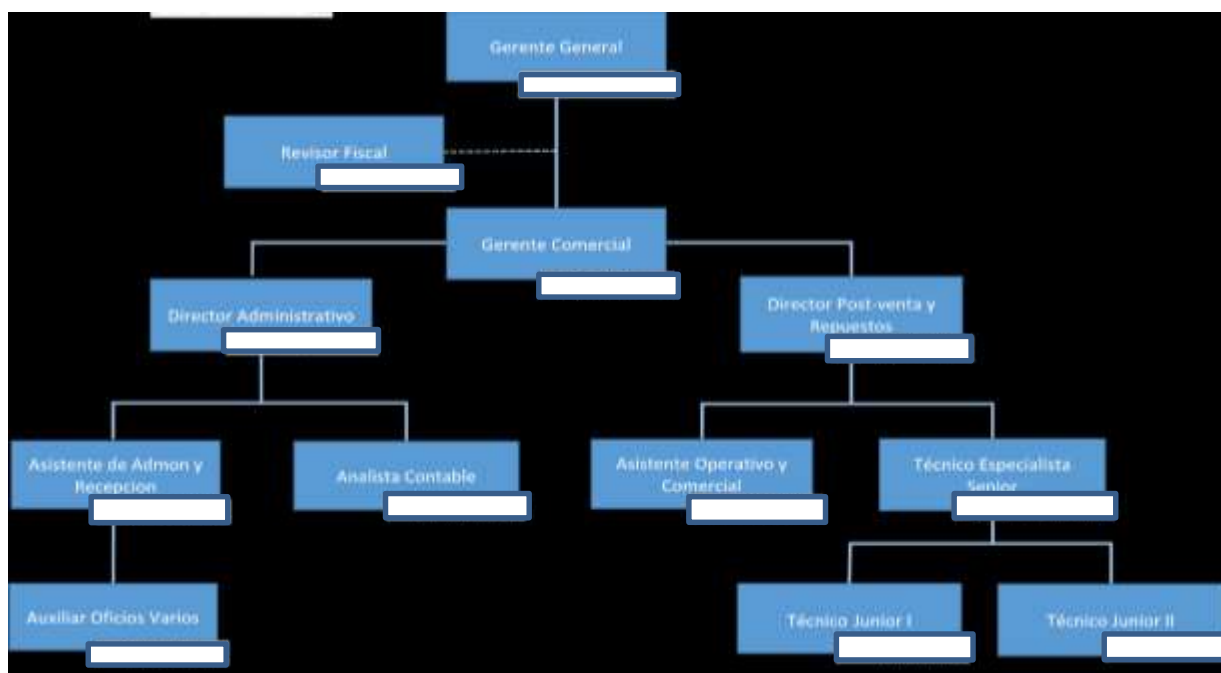 Gerente General
Revisor Fiscal
Gerente Comercial
Director Administrativo
Director Post-venta y
Repuestos
Asistente de Admon y
Recepcion
Analista Contable
Asistente Operativo y
Comercial
Técnico Especialista
Senior
Auxiliar Oficios Varios
Técnico Junior I
Técnico Junior II